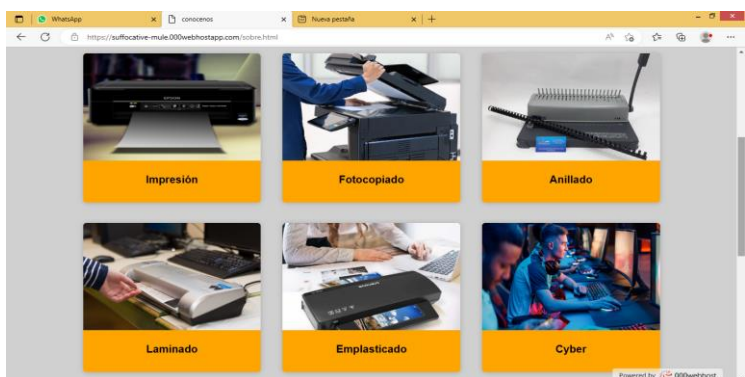 WhatsApp
conocenos
Nueva pestaña
https://suffocative-mule.000webhostapp.com/sobre.html
EPSON
Impresión
Fotocopiado
Anillado
Laminado
Emplasticado
Cyber
Powered by 000webhost